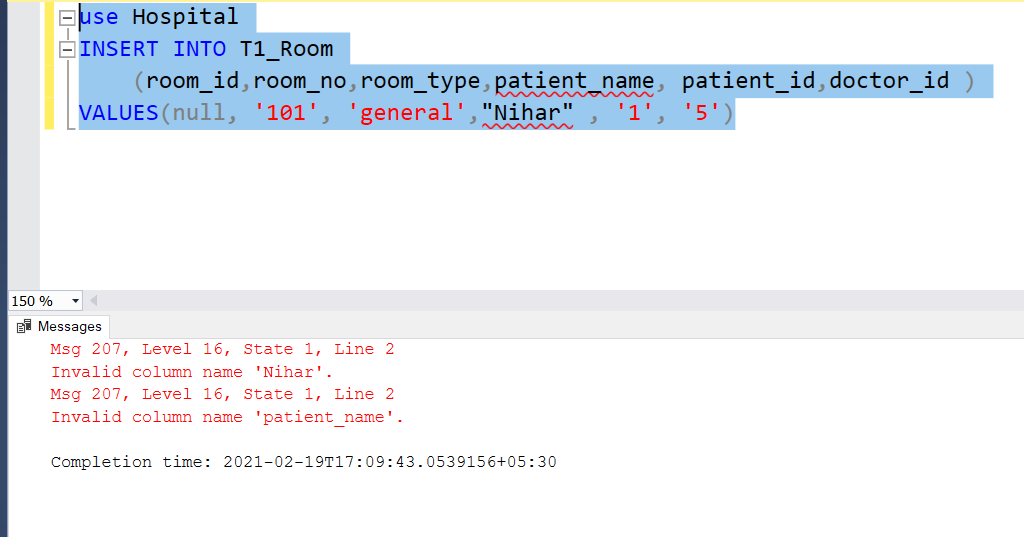 use Hospital
INSERT INTO T1_Room
(room_id,room_no,room_type,patient_name, patient_id,doctor_id )
VALUES(null, '101', 'general',"Nihar" , '1', '5')
150 %
Messages
Msg 207, Level 16, State 1, Line 2
Invalid column name 'Nihar'.
Msg 207, Level 16, State 1, Line 2
Invalid column name 'patient_name'.
Completion time: 2021-02-19T17:09:43.0539156+05:30